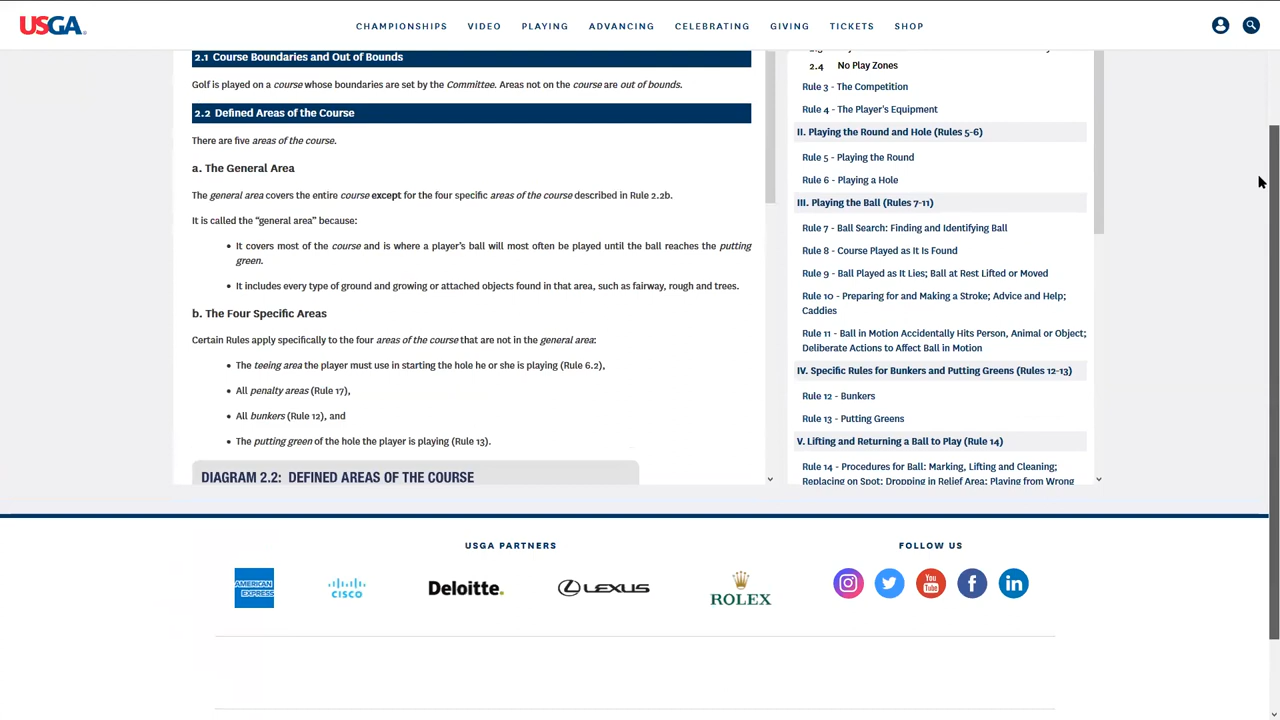 USGA
CHAMPIONSHIPS VIDEO PLAYING ADVANCING CELEBRATING GIVING TICKETS SHOP
2.1 Course Boundaries and Out of Bounds
Golf is played on a course whose boundaries are set by the Committee. Areas not on the course are out of bounds.
2.2 Defined Areas of the Course
There are five areas of the course.
a. The General Area
The general area covers the entire course except for the four specific areas of the course described in Rule 2.2b.
It is called the “general area” because:
• It covers most of the course and is where a player's ball will most often be played until the ball reaches the putting
green.
• It includes every type of ground and growing or attached objects found in that area, such as fairway, rough and trees.
b. The Four Specific Areas
Certain Rules apply specifically to the four areas of the course that are not in the general area:
• The teeing area the player must use in starting the hole he or she is playing (Rule 6.2),
• All penalty areas (Rule 17),
• All bunkers (Rule 12), and
• The putting green of the hole the player is playing (Rule 13).
DIAGRAM 2.2: DEFINED AREAS OF THE COURSE
2.4 No Play Zones
Rule 3 - The Competition
Rule 4 - The Player's Equipment
II. Playing the Round and Hole (Rules 5-6)
Rule 5 - Playing the Round
Rule 6 - Playing a Hole
III. Playing the Ball (Rules 7-11)
Rule 7 - Ball Search: Finding and Identifying Ball
Rule 8 - Course Played as It Is Found
Rule 9 - Ball Played as It Lies; Ball at Rest Lifted or Moved
Rule 10 - Preparing for and Making a Stroke; Advice and Help;
Caddies
Rule 11 - Ball in Motion Accidentally Hits Person, Animal or Object;
Deliberate Actions to Affect Ball in Motion
IV. Specific Rules for Bunkers and Putting Greens (Rules 12-13)
Rule 12 - Bunkers
Rule 13 - Putting Greens
V. Lifting and Returning a Ball to Play (Rule 14)
Rule 14 - Procedures for Ball: Marking, Lifting and Cleaning;
Replacing on Spot; Dropping in Relief Area; Playing from Wrong
USGA PARTNERS
AMERICAN
EXPRESS
CISCO
Deloitte.
LEXUS
ROLEX
FOLLOW US
You
Tube
f
in